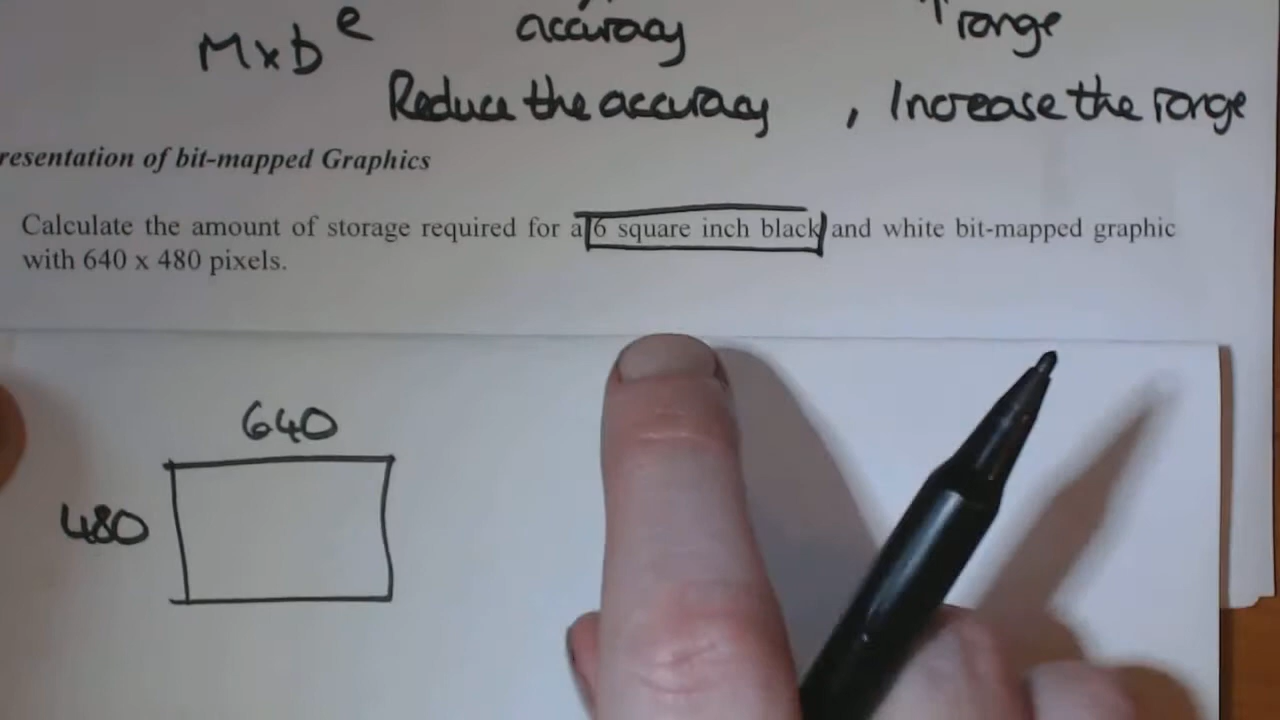 accuracy
range
M x b e
Reduce the accuracy , Increase the range
resentation of bit-mapped Graphics
Calculate the amount of storage required for a 6 square inch black and white bit-mapped graphic
with 640 x 480 pixels.
640
480